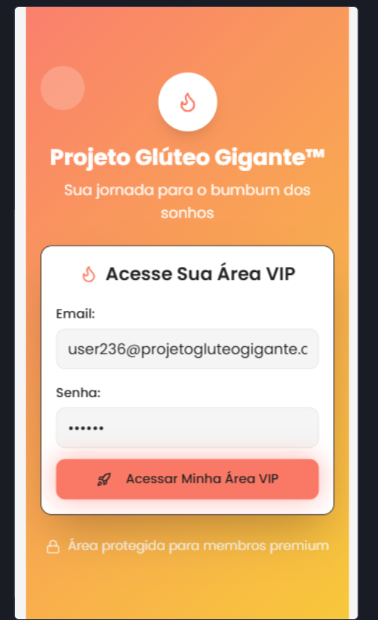 Projeto Glúteo Gigante™
Sua jornada para o bumbum dos
sonhos
Acesse Sua Área VIP
Email:
user236@projetogluteogigante.c
Senha:
••••••
Acessar Minha Área VIP
Área protegida para membros premium